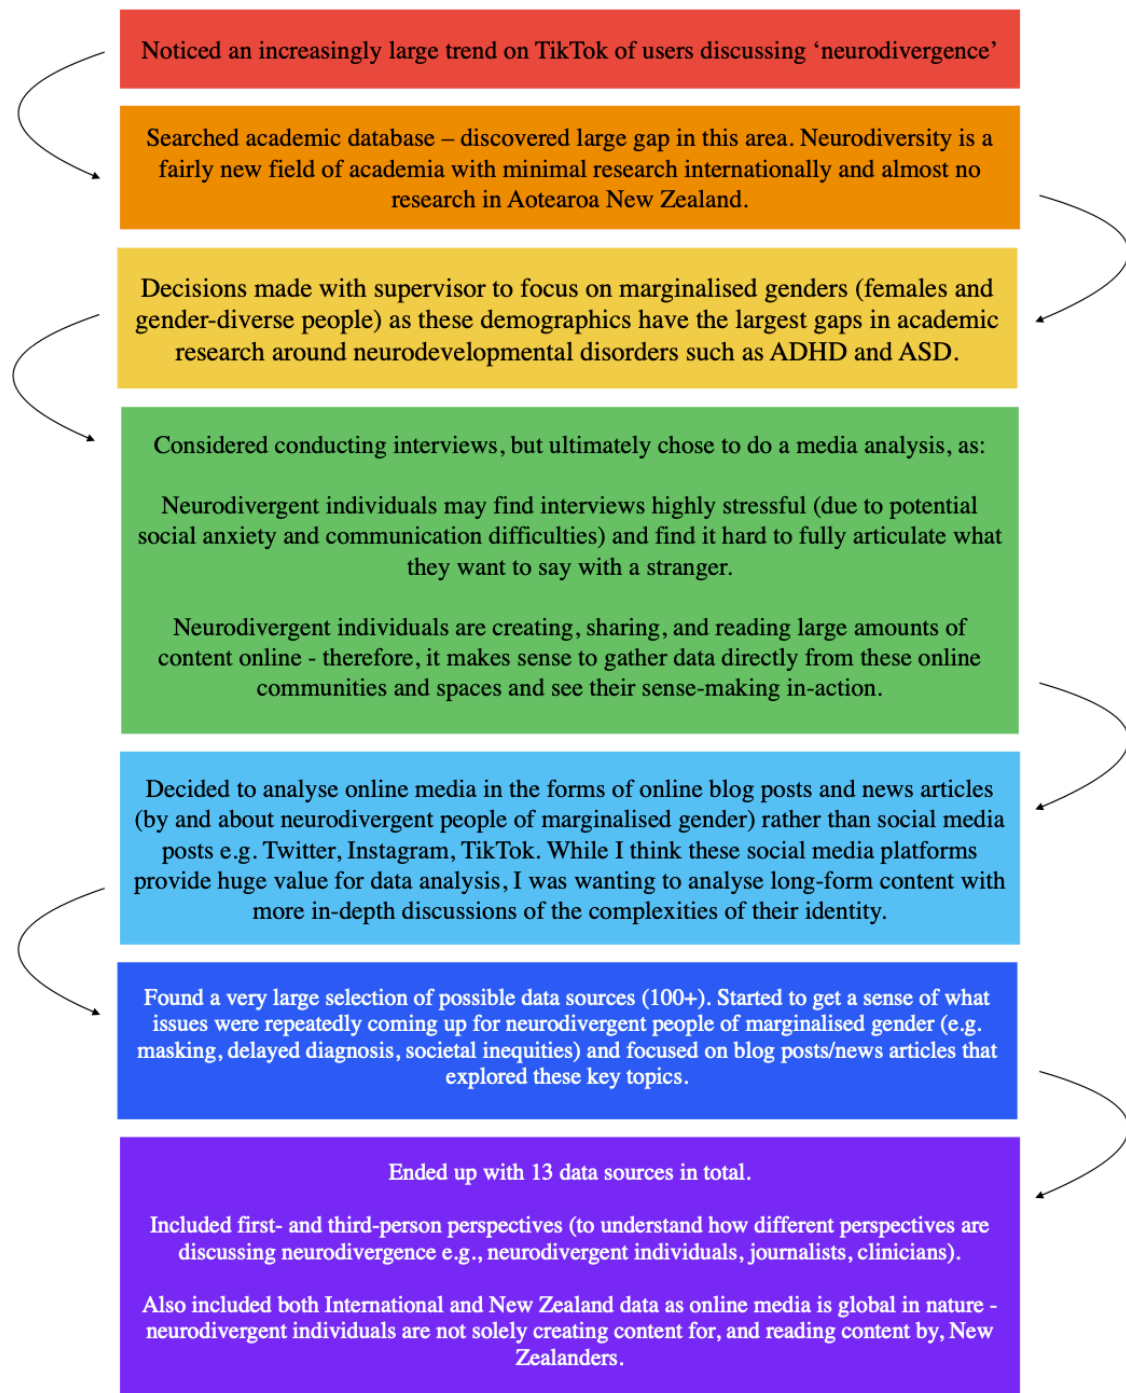 Noticed an increasingly large trend on TikTok of users discussing ‘neurodivergence’
Searched academic database – discovered large gap in this area. Neurodiversity is a
fairly new field of academia with minimal research internationally and almost no
research in Aotearoa New Zealand.
Decisions made with supervisor to focus on marginalised genders (females and
gender-diverse people) as these demographics have the largest gaps in academic
research around neurodevelopmental disorders such as ADHD and ASD.
Considered conducting interviews, but ultimately chose to do a media analysis, as:
Neurodivergent individuals may find interviews highly stressful (due to potential
social anxiety and communication difficulties) and find it hard to fully articulate what
they want to say with a stranger.
Neurodivergent individuals are creating, sharing, and reading large amounts of
content online - therefore, it makes sense to gather data directly from these online
communities and spaces and see their sense-making in-action.
Decided to analyse online media in the forms of online blog posts and news articles
(by and about neurodivergent people of marginalised gender) rather than social media
posts e.g. Twitter, Instagram, TikTok. While I think these social media platforms
provide huge value for data analysis, I was wanting to analyse long-form content with
more in-depth discussions of the complexities of their identity.
Found a very large selection of possible data sources (100+). Started to get a sense of what
issues were repeatedly coming up for neurodivergent people of marginalised gender (e.g.
masking, delayed diagnosis, societal inequities) and focused on blog posts/news articles that
explored these key topics.
Ended up with 13 data sources in total.
Included first- and third-person perspectives (to understand how different perspectives are
discussing neurodivergence e.g., neurodivergent individuals, journalists, clinicians).
Also included both International and New Zealand data as online media is global in nature -
neurodivergent individuals are not solely creating content for, and reading content by, New
Zealanders.